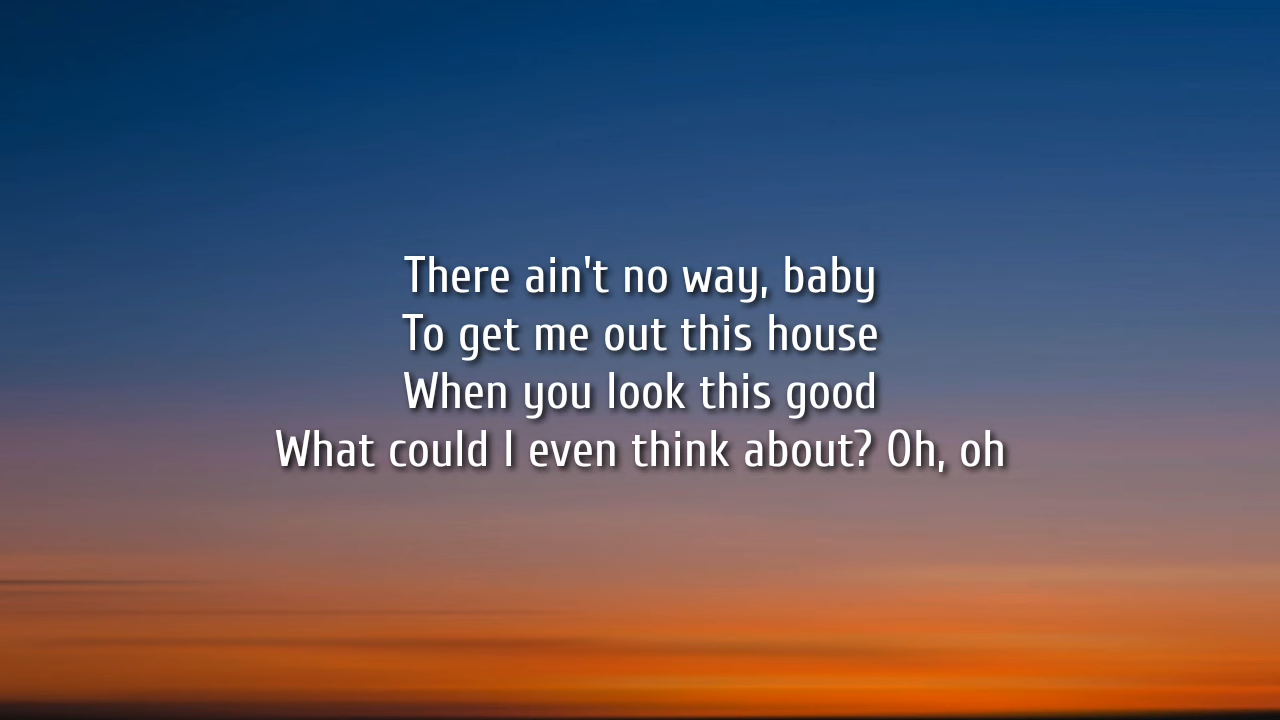 There ain't no way, baby
To get me out this house
When you look this good
What could I even think about? Oh, oh